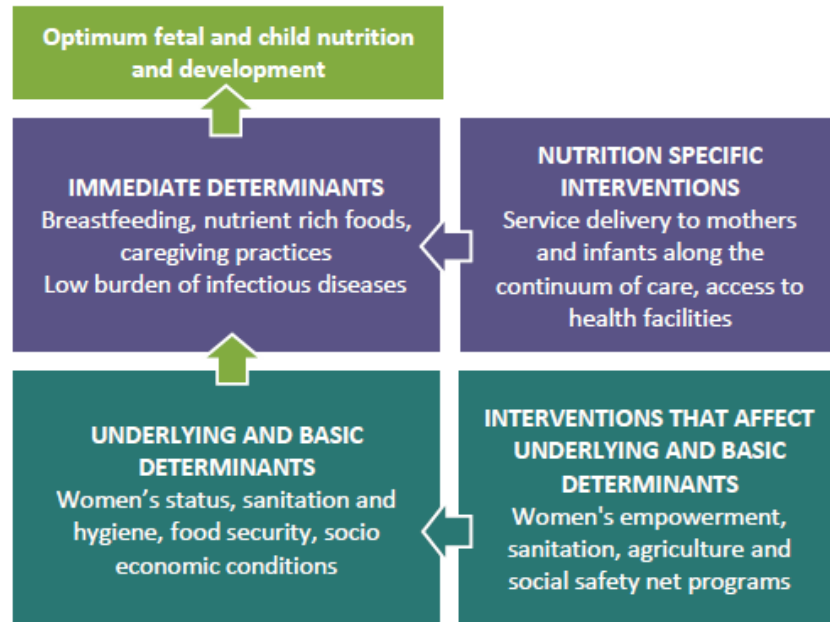 Optimum fetal and child nutrition
and development
IMMEDIATE DETERMINANTS
Breastfeeding, nutrient rich foods,
caregiving practices
Low burden of infectious diseases
NUTRITION SPECIFIC
INTERVENTIONS
Service delivery to mothers
and infants along the
continuum of care, access to
health facilities
UNDERLYING AND BASIC
DETERMINANTS
Women’s status, sanitation and
hygiene, food security, socio
economic conditions
INTERVENTIONS THAT AFFECT
UNDERLYING AND BASIC
DETERMINANTS
Women's empowerment,
sanitation, agriculture and
social safety net programs